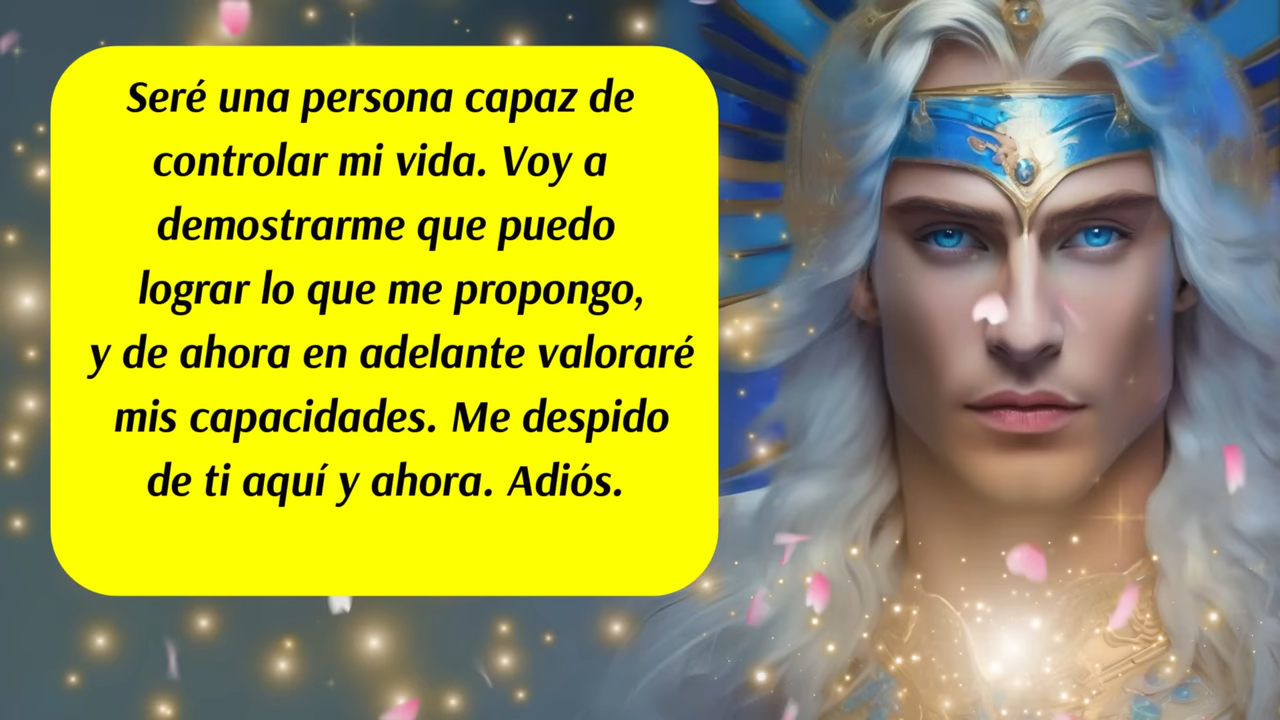 Seré una persona capaz de
controlar mi vida. Voy a
demostrarme que puedo
lograr lo que me propongo,
y de ahora en adelante valoraré
mis capacidades. Me despido
de ti aquí y ahora. Adiós.